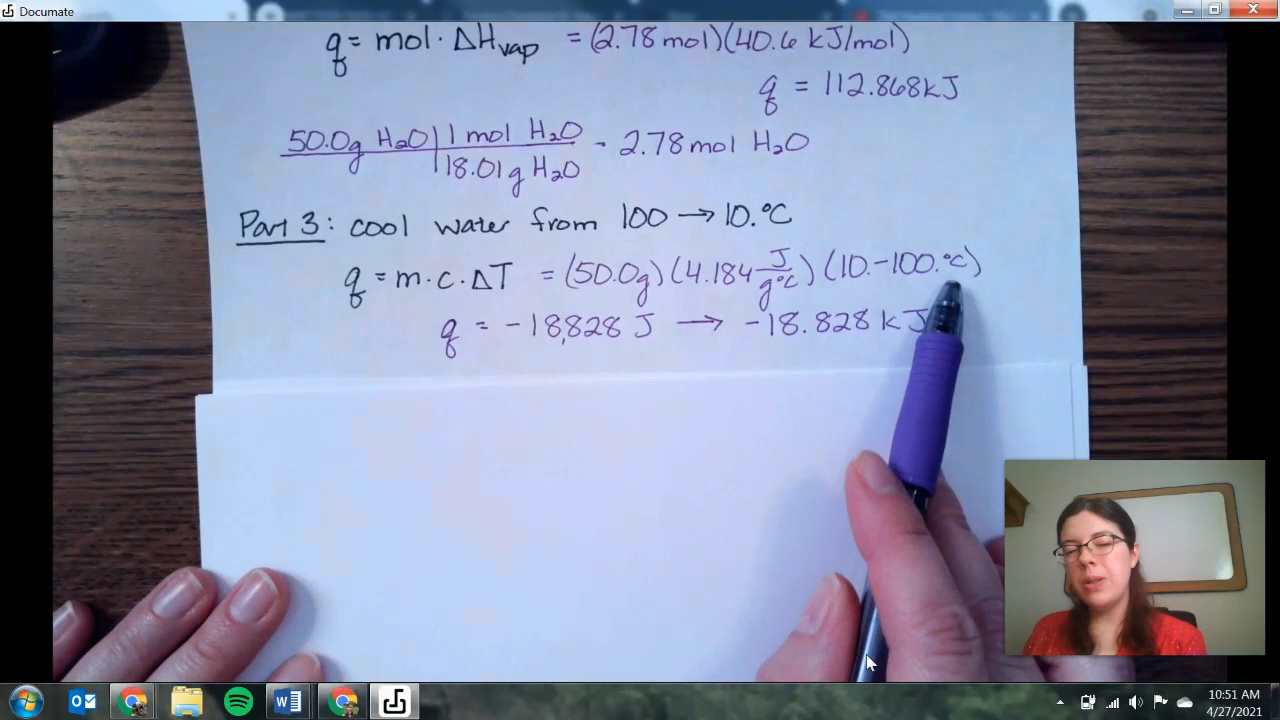 Documate
q = mol · ΔHvap = (2.78 mol)(40.6 kJ/mol)
q = 112.868 kJ
50.0g H₂O | 1 mol H₂O
18.01 g H₂O
- 2.78 mol H₂O
Part 3: cool water from 100 → 10.°C
q = m·c·ΔT = (50.0g)(4.184 J/g°C)(10.-100.°C)
q = -18,828 J → -18.828 kJ
10:51 AM
4/27/2021